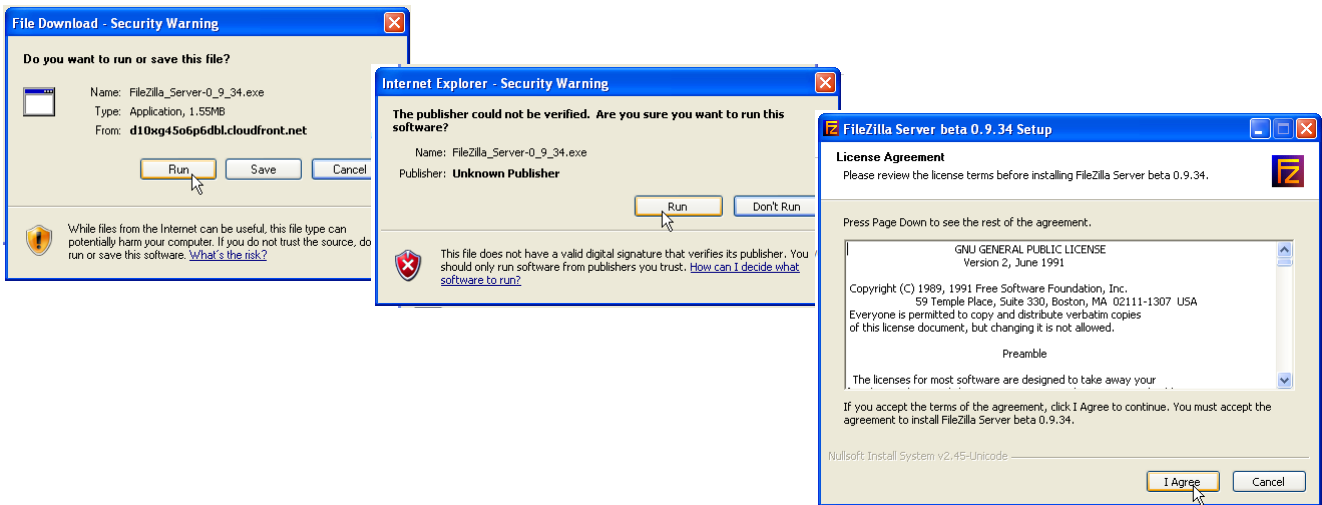 File Download - Security Warning
Do you want to run or save this file?
Name: FileZilla_Server-0_9_34.exe
Type: Application, 1.55MB
From: d10xg45o6p6dbl.cloudfront.net
Run
Save
Cancel
While files from the Internet can be useful, this file type can
potentially harm your computer. If you do not trust the source, do
run or save this software. What's the risk?
Internet Explorer - Security Warning
The publisher could not be verified. Are you sure you want to run this
software?
Name: FileZilla_Server-0_9_34.exe
Publisher: Unknown Publisher
Run
Don't Run
This file does not have a valid digital signature that verifies its publisher. You
should only run software from publishers you trust. How can I decide what
software to run?
FileZilla Server beta 0.9.34 Setup
License Agreement
Please review the license terms before installing FileZilla Server beta 0.9.34.
Press Page Down to see the rest of the agreement.
GNU GENERAL PUBLIC LICENSE
Version 2, June 1991
Copyright (C) 1989, 1991 Free Software Foundation, Inc.
59 Temple Place, Suite 330, Boston, MA 02111-1307 USA
Everyone is permitted to copy and distribute verbatim copies
of this license document, but changing it is not allowed.
Preamble
The licenses for most software are designed to take away your
If you accept the terms of the agreement, click I Agree to continue. You must accept the
agreement to install FileZilla Server beta 0.9.34.
Nullsoft Install System v2.45-Unicode
I Agree
Cancel